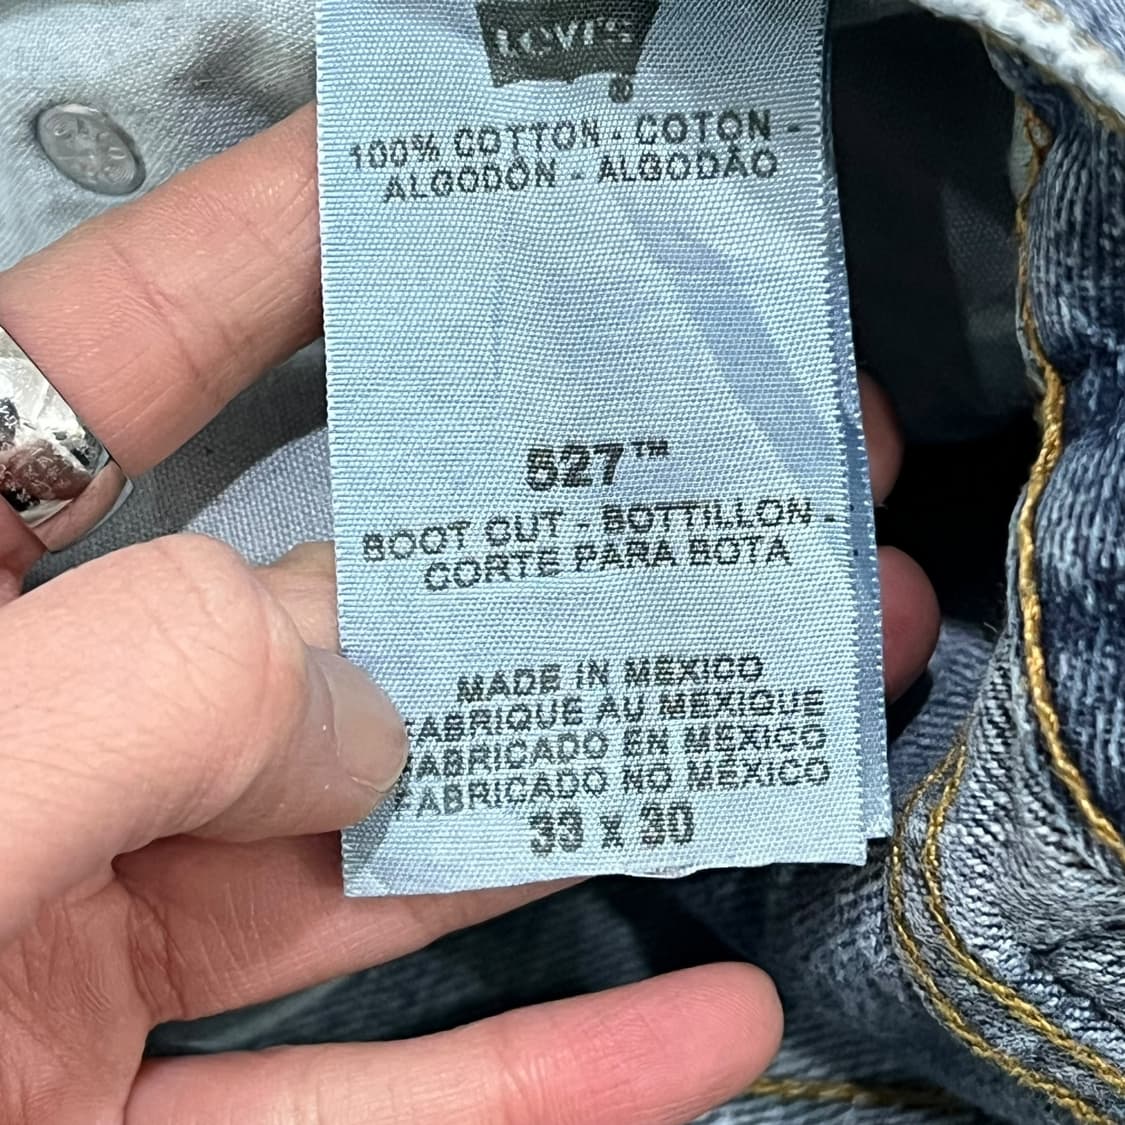 Levi's
®
100% COTTON - COTON -
ALGODÓN - ALGODÃO
527™
BOOT CUT - BOTTILLON -
CORTE PARA BOTA
MADE IN MEXICO
FABRIQUE AU MEXIQUE
FABRICADO EN MEXICO
FABRICADO NO MEXICO
33 x 30